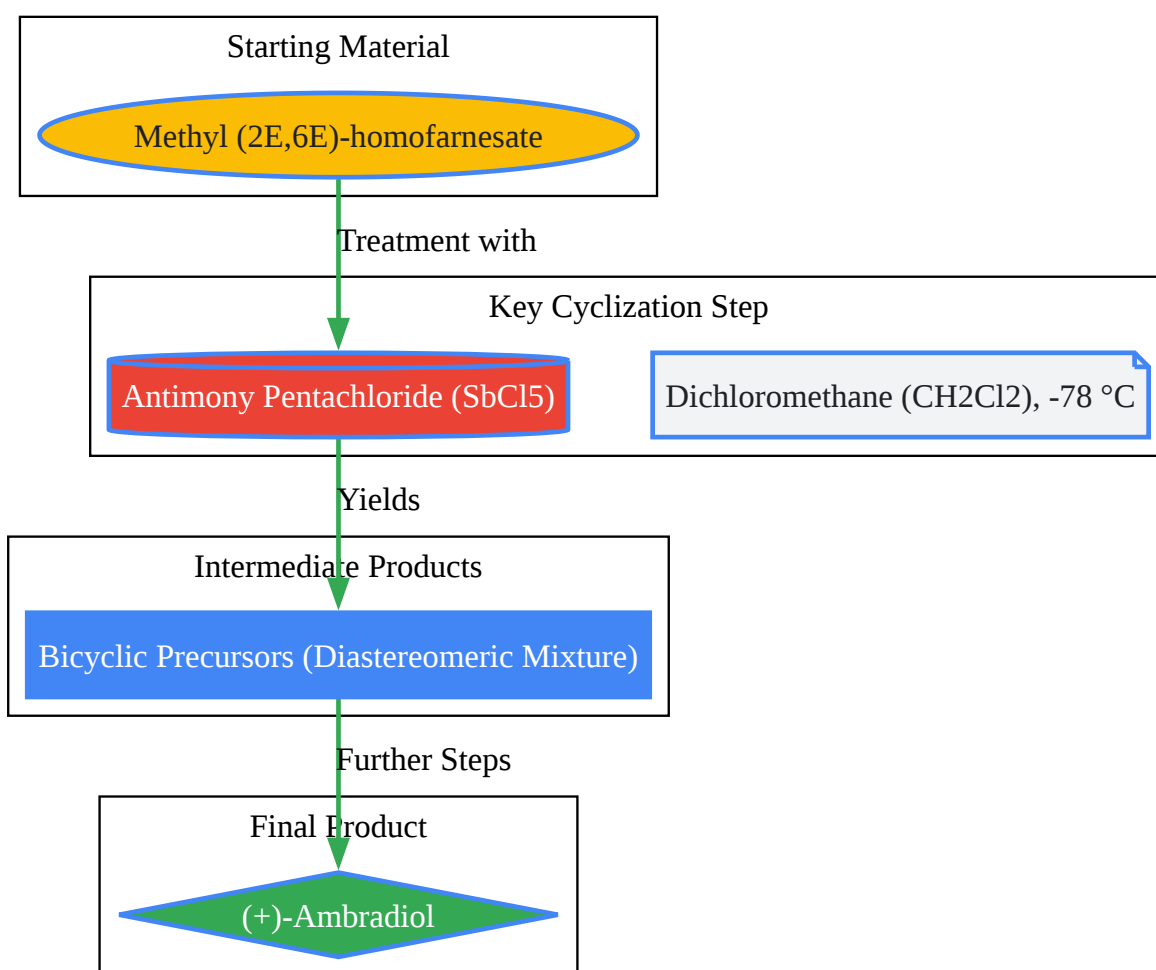 Starting Material
Methyl (2E,6E)-homofarnesate
Treatment with
Key Cyclization Step
Antimony Pentachloride (SbCl5)
Dichloromethane (CH2Cl2), -78 °C
Yields
Intermediate Products
Bicyclic Precursors (Diastereomeric Mixture)
Further Steps
Final Product
(+)-Ambradiol